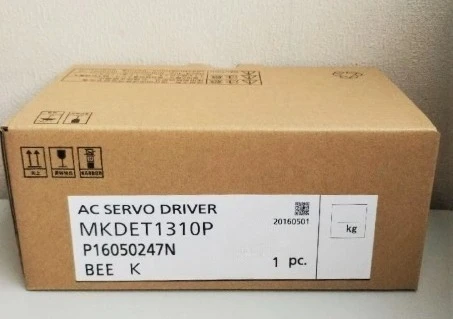 AC SERVO DRIVER
MKDET1310P
20160501
P16050247N
kg
BEE K
1 pc.